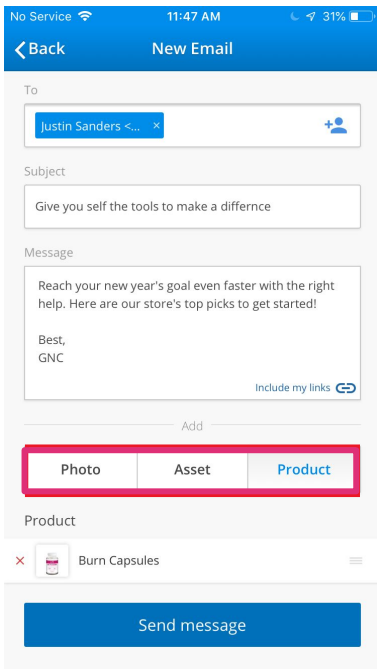 No Service 11:47 AM 31%
Back New Email
To
Justin Sanders <... ×
Subject
Give you self the tools to make a differnce
Message
Reach your new year's goal even faster with the right
help. Here are our store's top picks to get started!
Best,
GNC
Include my links
Add
Photo Asset Product
Product
× Burn Capsules
Send message